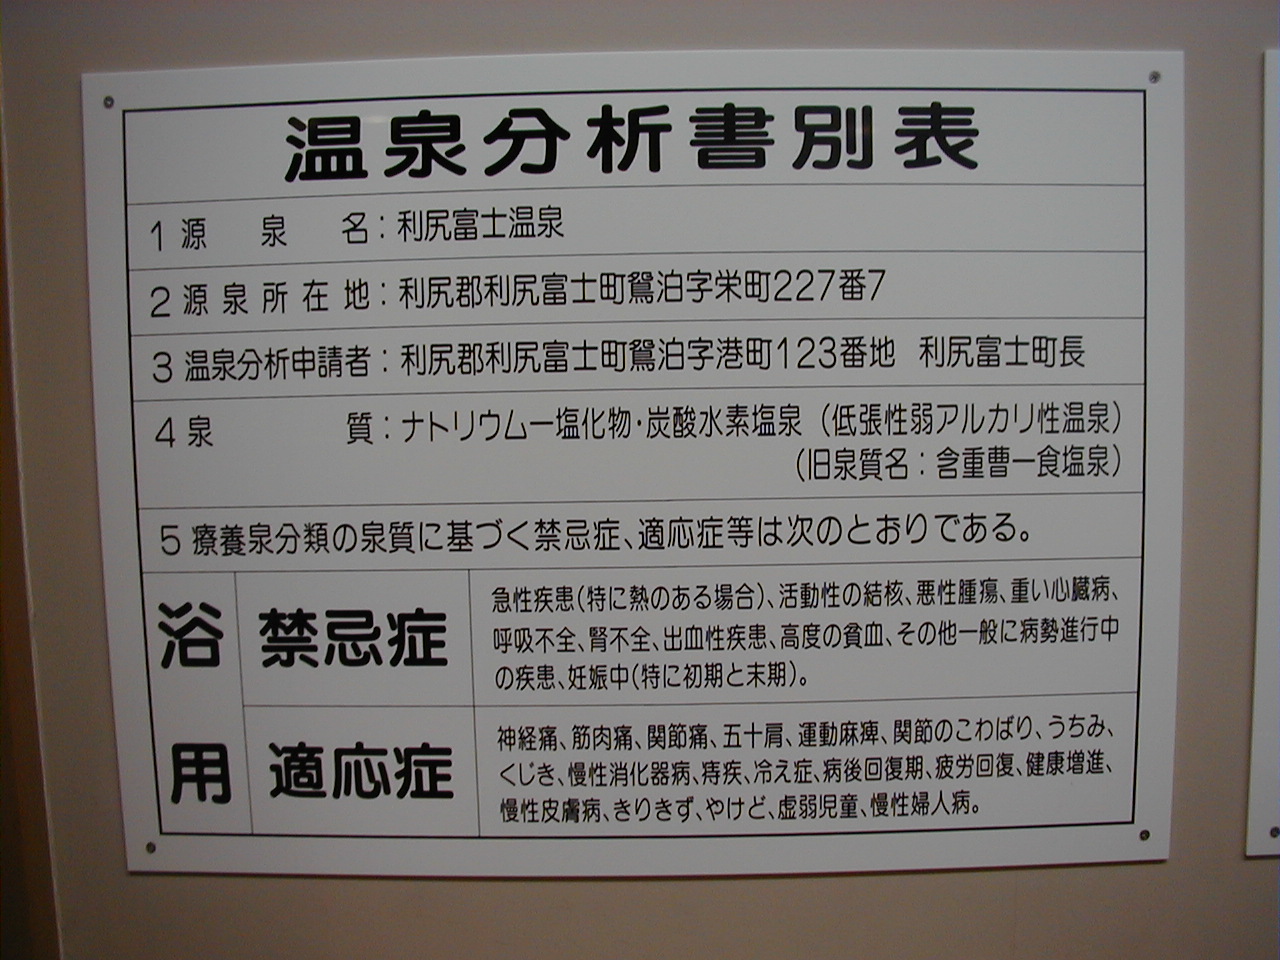 温泉分析書別表
1 源泉名：利尻富士温泉
2 源泉所在地：利尻郡利尻富士町鴛泊字栄町227番7
3 温泉分析申請者：利尻郡利尻富士町鴛泊字港町123番地　利尻富士町長
4 泉質：ナトリウム－塩化物・炭酸水素塩泉（低張性弱アルカリ性温泉）
（旧泉質名：含重曹－食塩泉）
5 療養泉分類の泉質に基づく禁忌症、適応症等は次のとおりである。
浴用
禁忌症
急性疾患（特に熱のある場合）、活動性の結核、悪性腫瘍、重い心臓病、
呼吸不全、腎不全、出血性疾患、高度の貧血、その他一般に病勢進行中
の疾患、妊娠中（特に初期と末期）。
適応症
神経痛、筋肉痛、関節痛、五十肩、運動麻痺、関節のこわばり、うちみ、
くじき、慢性消化器病、痔疾、冷え症、病後回復期、疲労回復、健康増進、
慢性皮膚病、きりきず、やけど、虚弱児童、慢性婦人病。